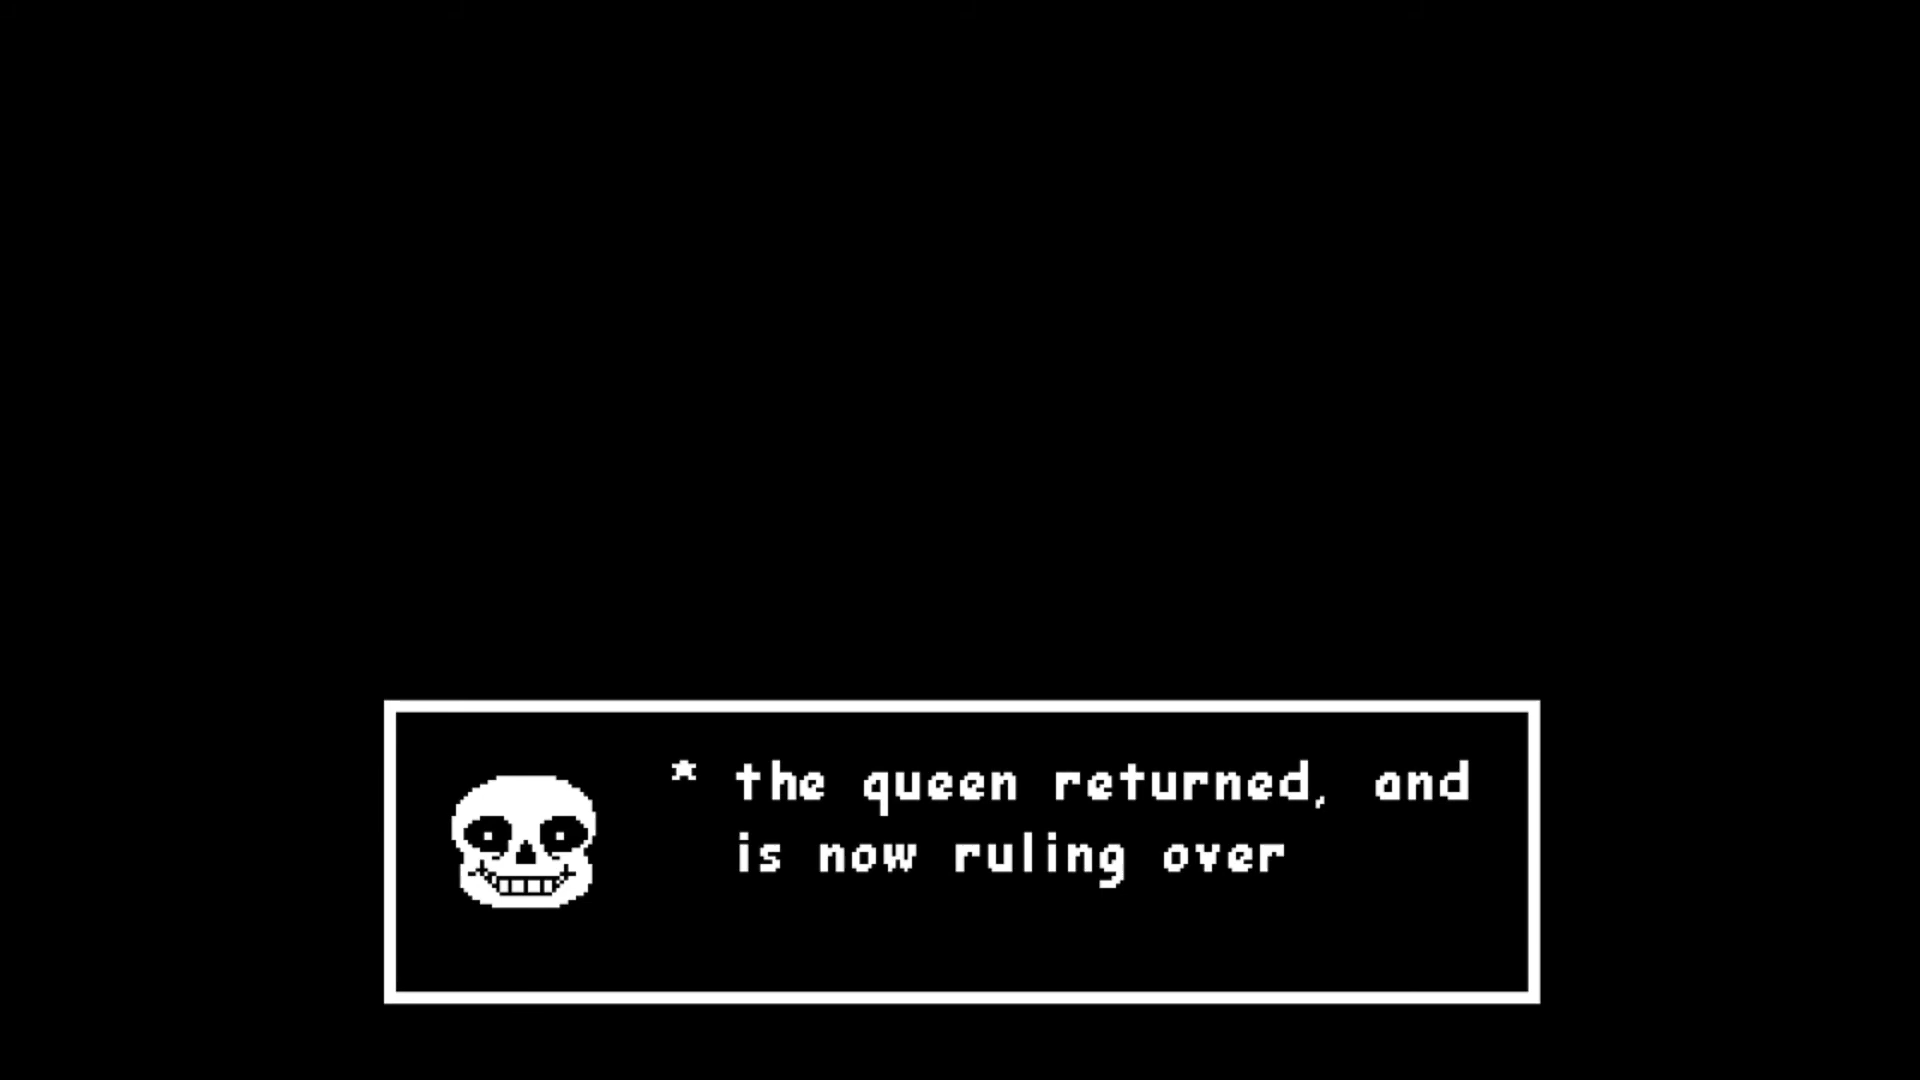 * the queen returned, and
is now ruling over